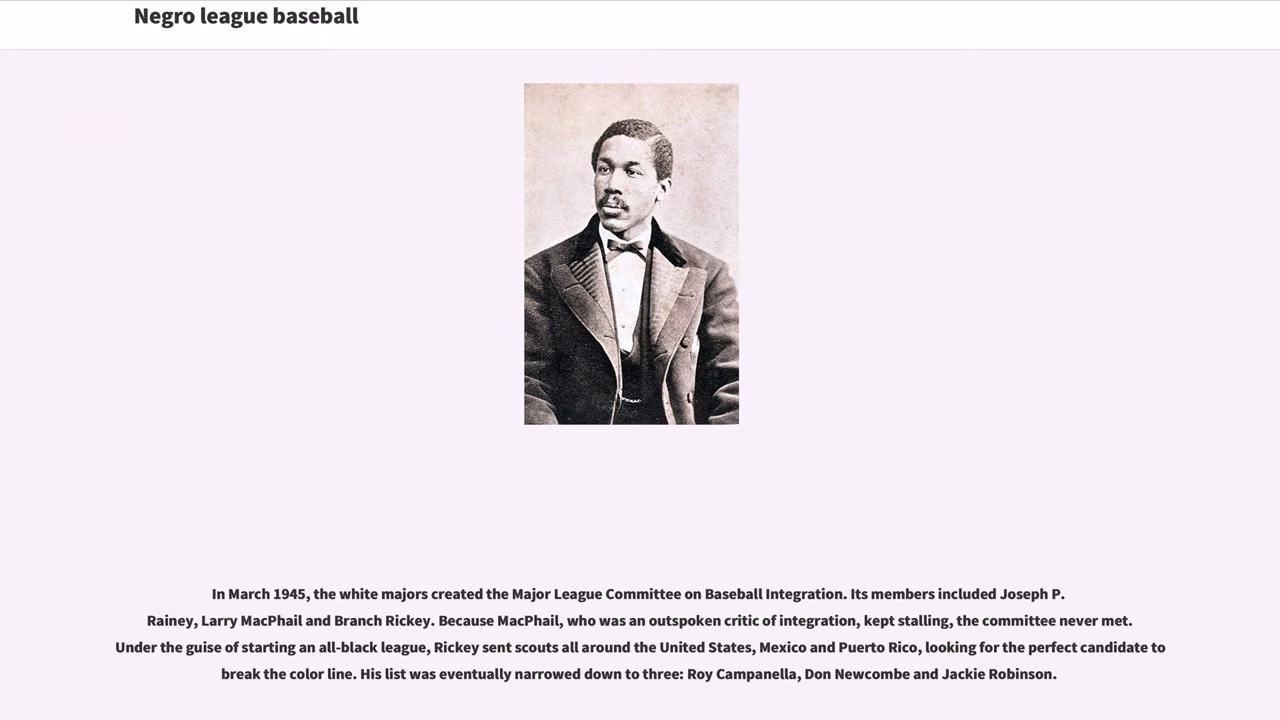 Negro league baseball
In March 1945, the white majors created the Major League Committee on Baseball Integration. Its members included Joseph P.
Rainey, Larry MacPhail and Branch Rickey. Because MacPhail, who was an outspoken critic of integration, kept stalling, the committee never met.
Under the guise of starting an all-black league, Rickey sent scouts all around the United States, Mexico and Puerto Rico, looking for the perfect candidate to
break the color line. His list was eventually narrowed down to three: Roy Campanella, Don Newcombe and Jackie Robinson.